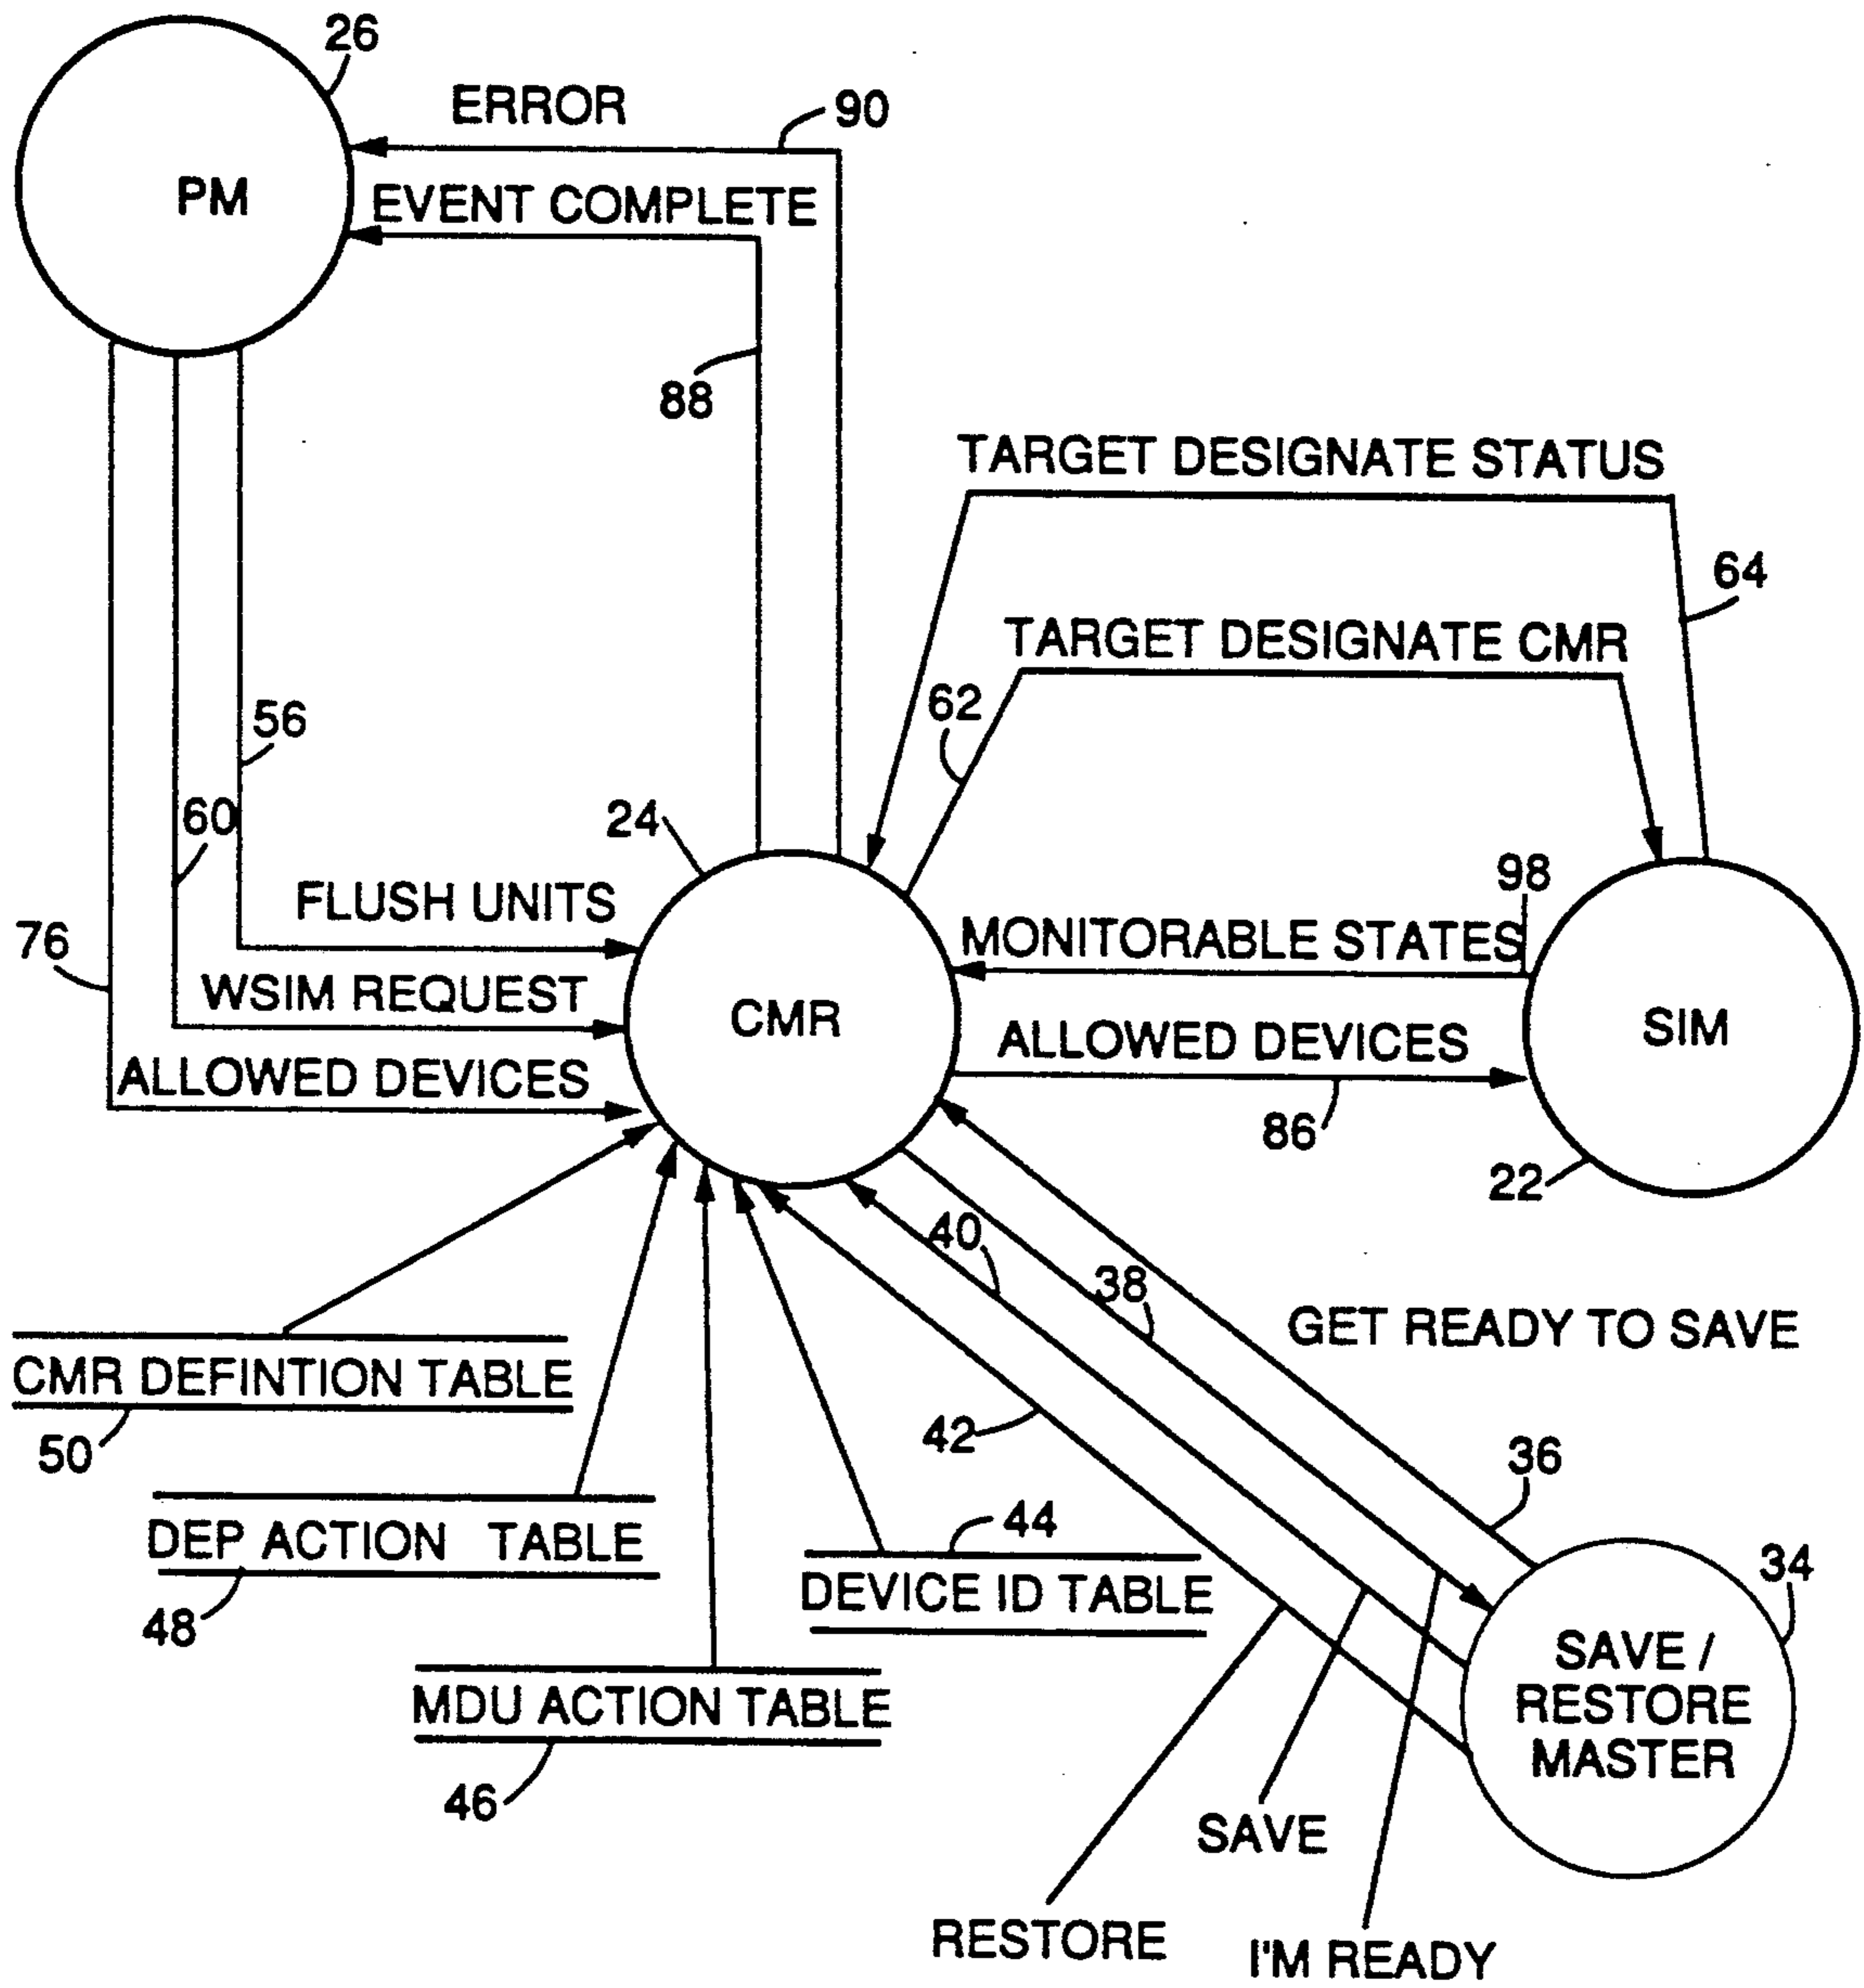 26
ERROR
90
PM
EVENT COMPLETE
88
TARGET DESIGNATE STATUS
64
TARGET DESIGNATE CMR
62
56
60
24
98
FLUSH UNITS
76
MONITORABLE STATES
WSIM REQUEST
CMR
SIM
ALLOWED DEVICES
ALLOWED DEVICES
86
22
40
38
GET READY TO SAVE
CMR DEFINTION TABLE
42
50
36
44
DEP ACTION TABLE
34
DEVICE ID TABLE
48
SAVE /
RESTORE
MASTER
MDU ACTION TABLE
46
SAVE
RESTORE
I'M READY